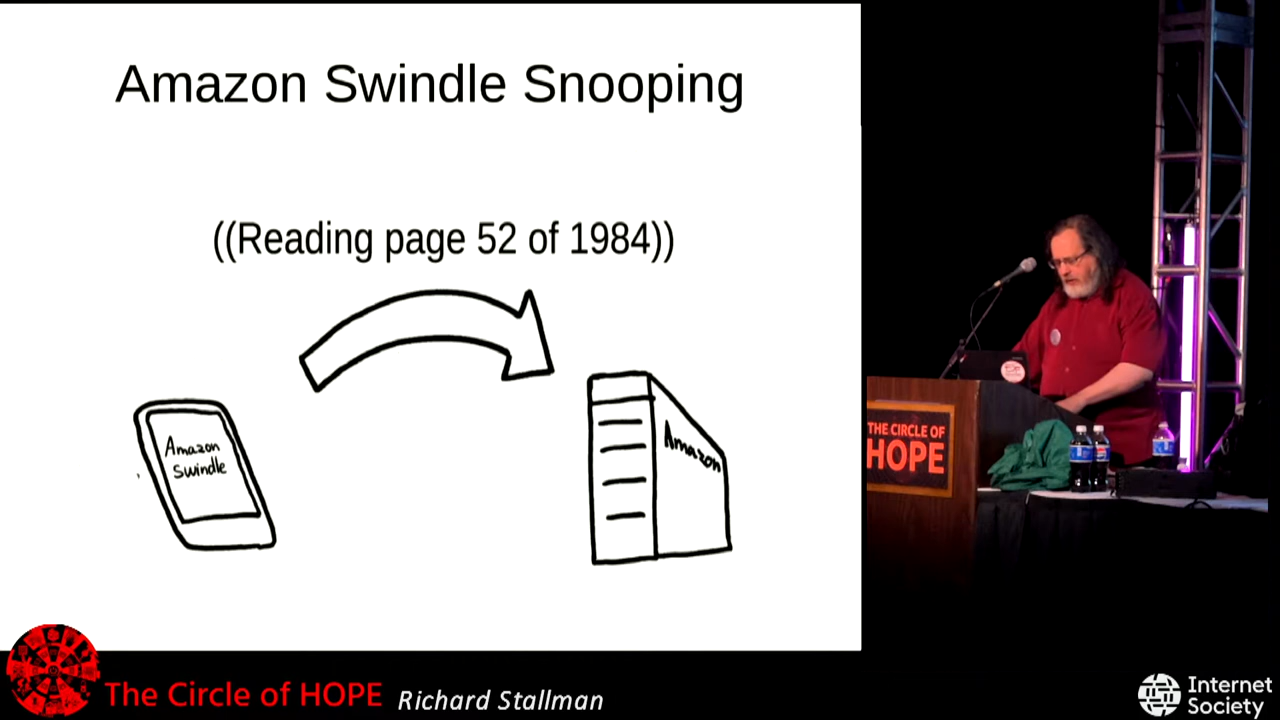 Amazon Swindle Snooping
((Reading page 52 of 1984))
Amazon
Swindle
Amazon
THE CIRCLE OF
HOPE
The Circle of HOPE
Richard Stallman
Internet
Society